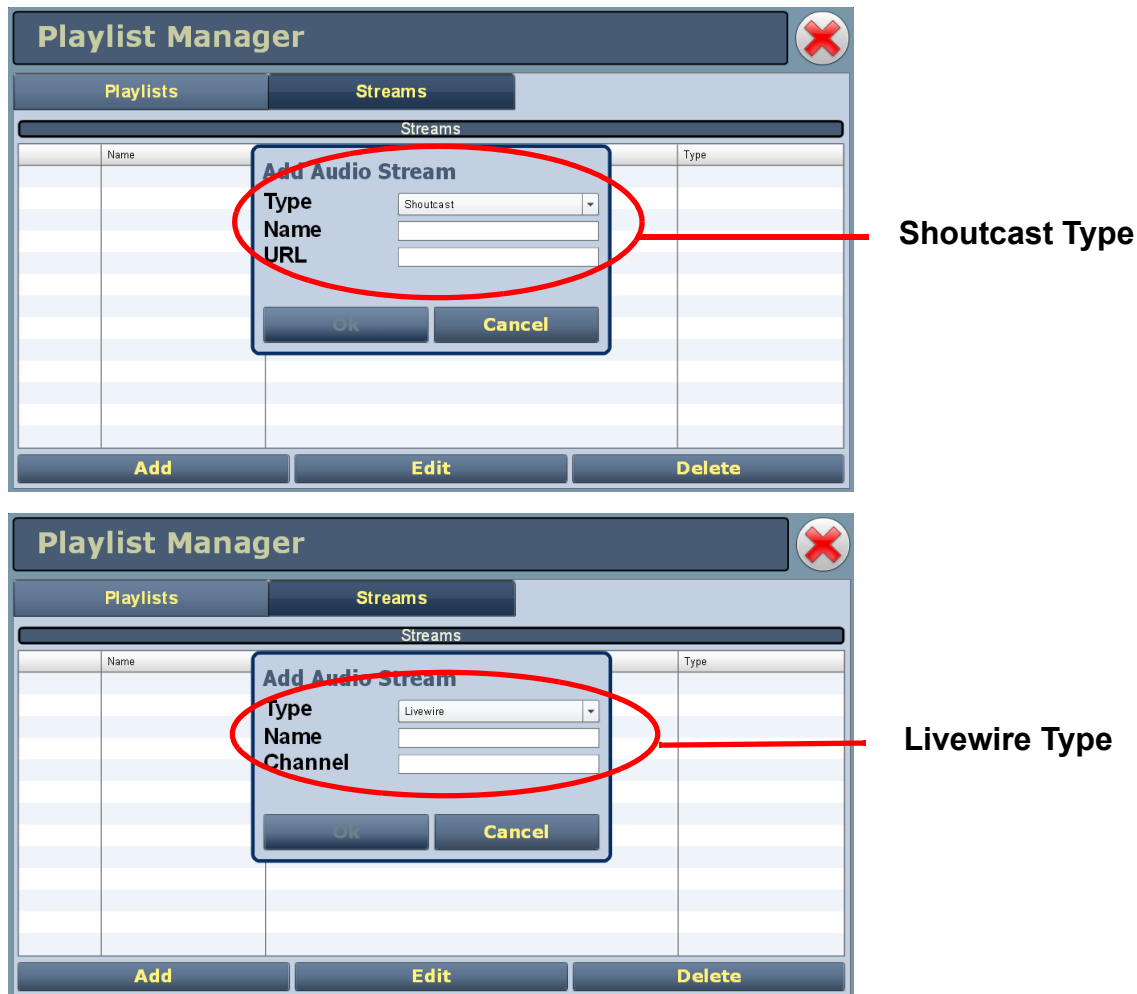 Playlist Manager
Playlists Streams
Streams
Name Type
Add Audio Stream
Type Shoutcast
Name
URL
Ok Cancel
Add Edit Delete
Shoutcast Type
Playlist Manager
Playlists Streams
Streams
Name Type
Add Audio Stream
Type Livewire
Name
Channel
Ok Cancel
Add Edit Delete
Livewire Type